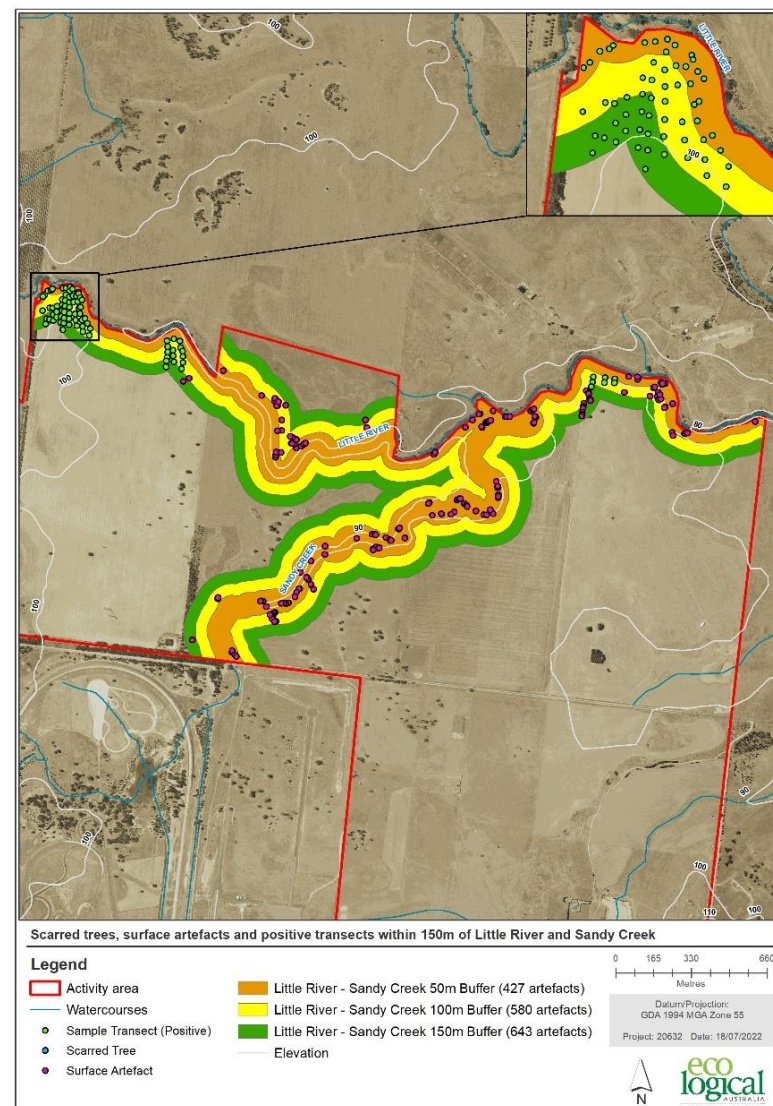 LITTLE RIVER
100
100
100
100
LITTLE RIVER
80
100
90
SANDY CREEK
100
100
90
100
110
100
Scarred trees, surface artefacts and positive transects within 150m of Little River and Sandy Creek
Legend
Activity area
Watercourses
Sample Transect (Positive)
Scarred Tree
Surface Artefact
Little River - Sandy Creek 50m Buffer (427 artefacts)
Little River - Sandy Creek 100m Buffer (580 artefacts)
Little River - Sandy Creek 150m Buffer (643 artefacts)
Elevation
0 165 330 660
Metres
Datum/Projection:
GDA 1994 MGA Zone 55
Project: 20632 Date: 18/07/2022
N
eco
logical
AUSTRALIA